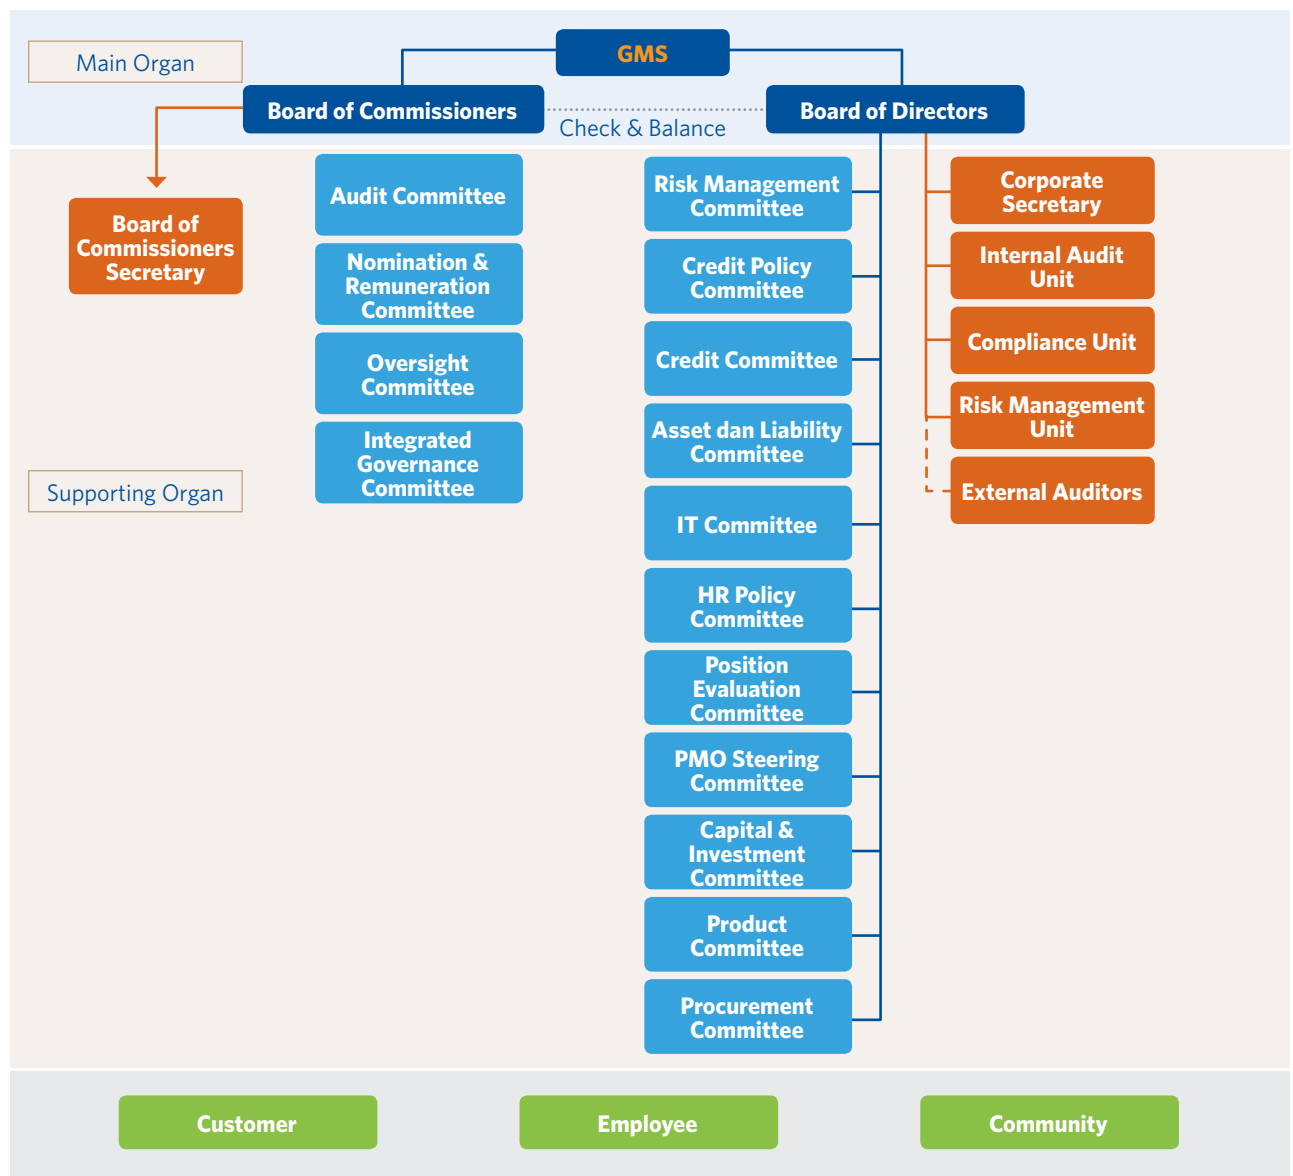 Main Organ
GMS
Board of Commissioners
Check & Balance
Board of Directors
Board of
Commissioners
Secretary
Audit Committee
Nomination &
Remuneration
Committee
Oversight
Committee
Integrated
Governance
Committee
Risk Management
Committee
Credit Policy
Committee
Credit Committee
Asset dan Liability
Committee
IT Committee
HR Policy
Committee
Position
Evaluation
Committee
PMO Steering
Committee
Capital &
Investment
Committee
Product
Committee
Procurement
Committee
Corporate
Secretary
Internal Audit
Unit
Compliance Unit
Risk Management
Unit
External Auditors
Supporting Organ
Customer
Employee
Community